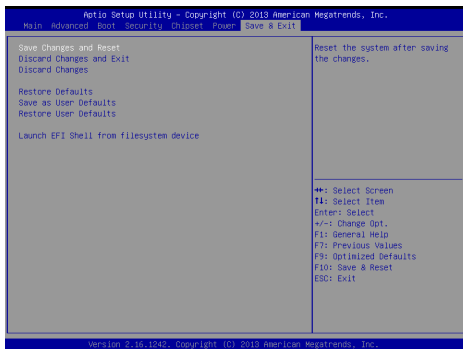 Aptio Setup Utility – Copyright (C) 2013 American Megatrends, Inc.
Main Advanced Boot Security Chipset Power Save & Exit
Save Changes and Reset
Discard Changes and Exit
Discard Changes
Restore Defaults
Save as User Defaults
Restore User Defaults
Launch EFI Shell from filesystem device
Reset the system after saving
the changes.
→←: Select Screen
↑↓: Select Item
Enter: Select
+/-: Change Opt.
F1: General Help
F7: Previous Values
F9: Optimized Defaults
F10: Save & Reset
ESC: Exit
Version 2.16.1242. Copyright (C) 2013 American Megatrends, Inc.